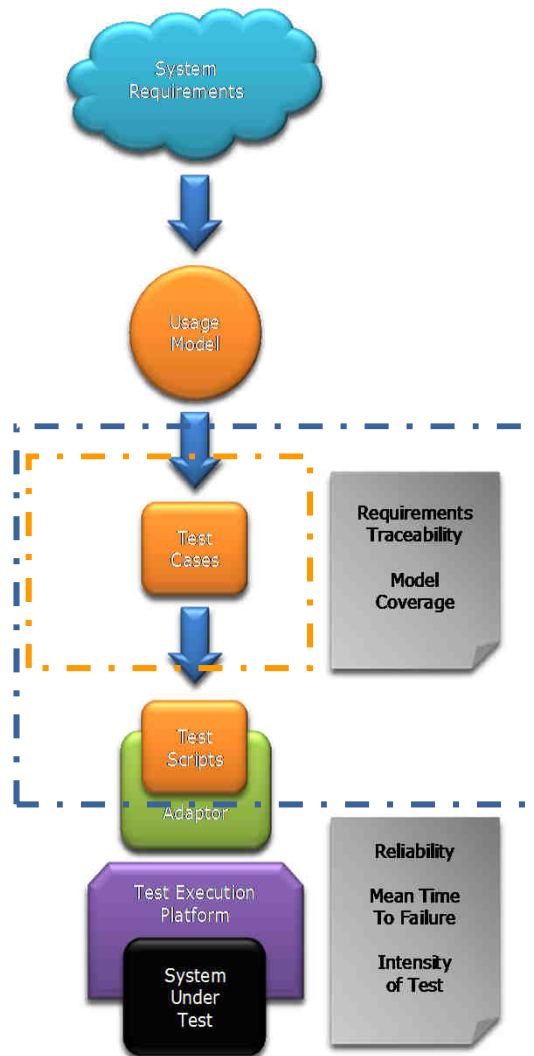 System
Requirements
Usage
Model
Test
Cases
Requirements
Traceability
Model
Coverage
Test
Scripts
Adaptor
Test Execution
Platform
System
Under
Test
Reliability
Mean Time
To Failure
Intensity
of Test